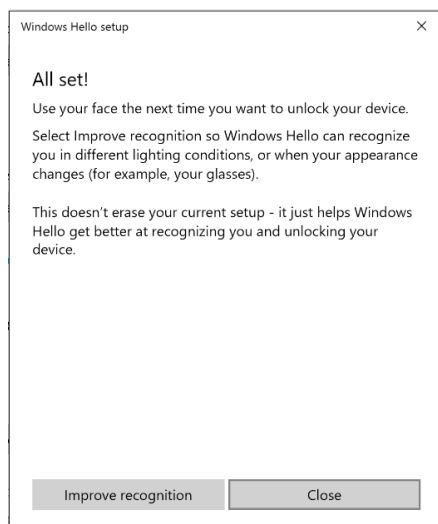 Windows Hello setup
All set!
Use your face the next time you want to unlock your device.
Select Improve recognition so Windows Hello can recognize
you in different lighting conditions, or when your appearance
changes (for example, your glasses).
This doesn't erase your current setup - it just helps Windows
Hello get better at recognizing you and unlocking your
device.
Improve recognition
Close